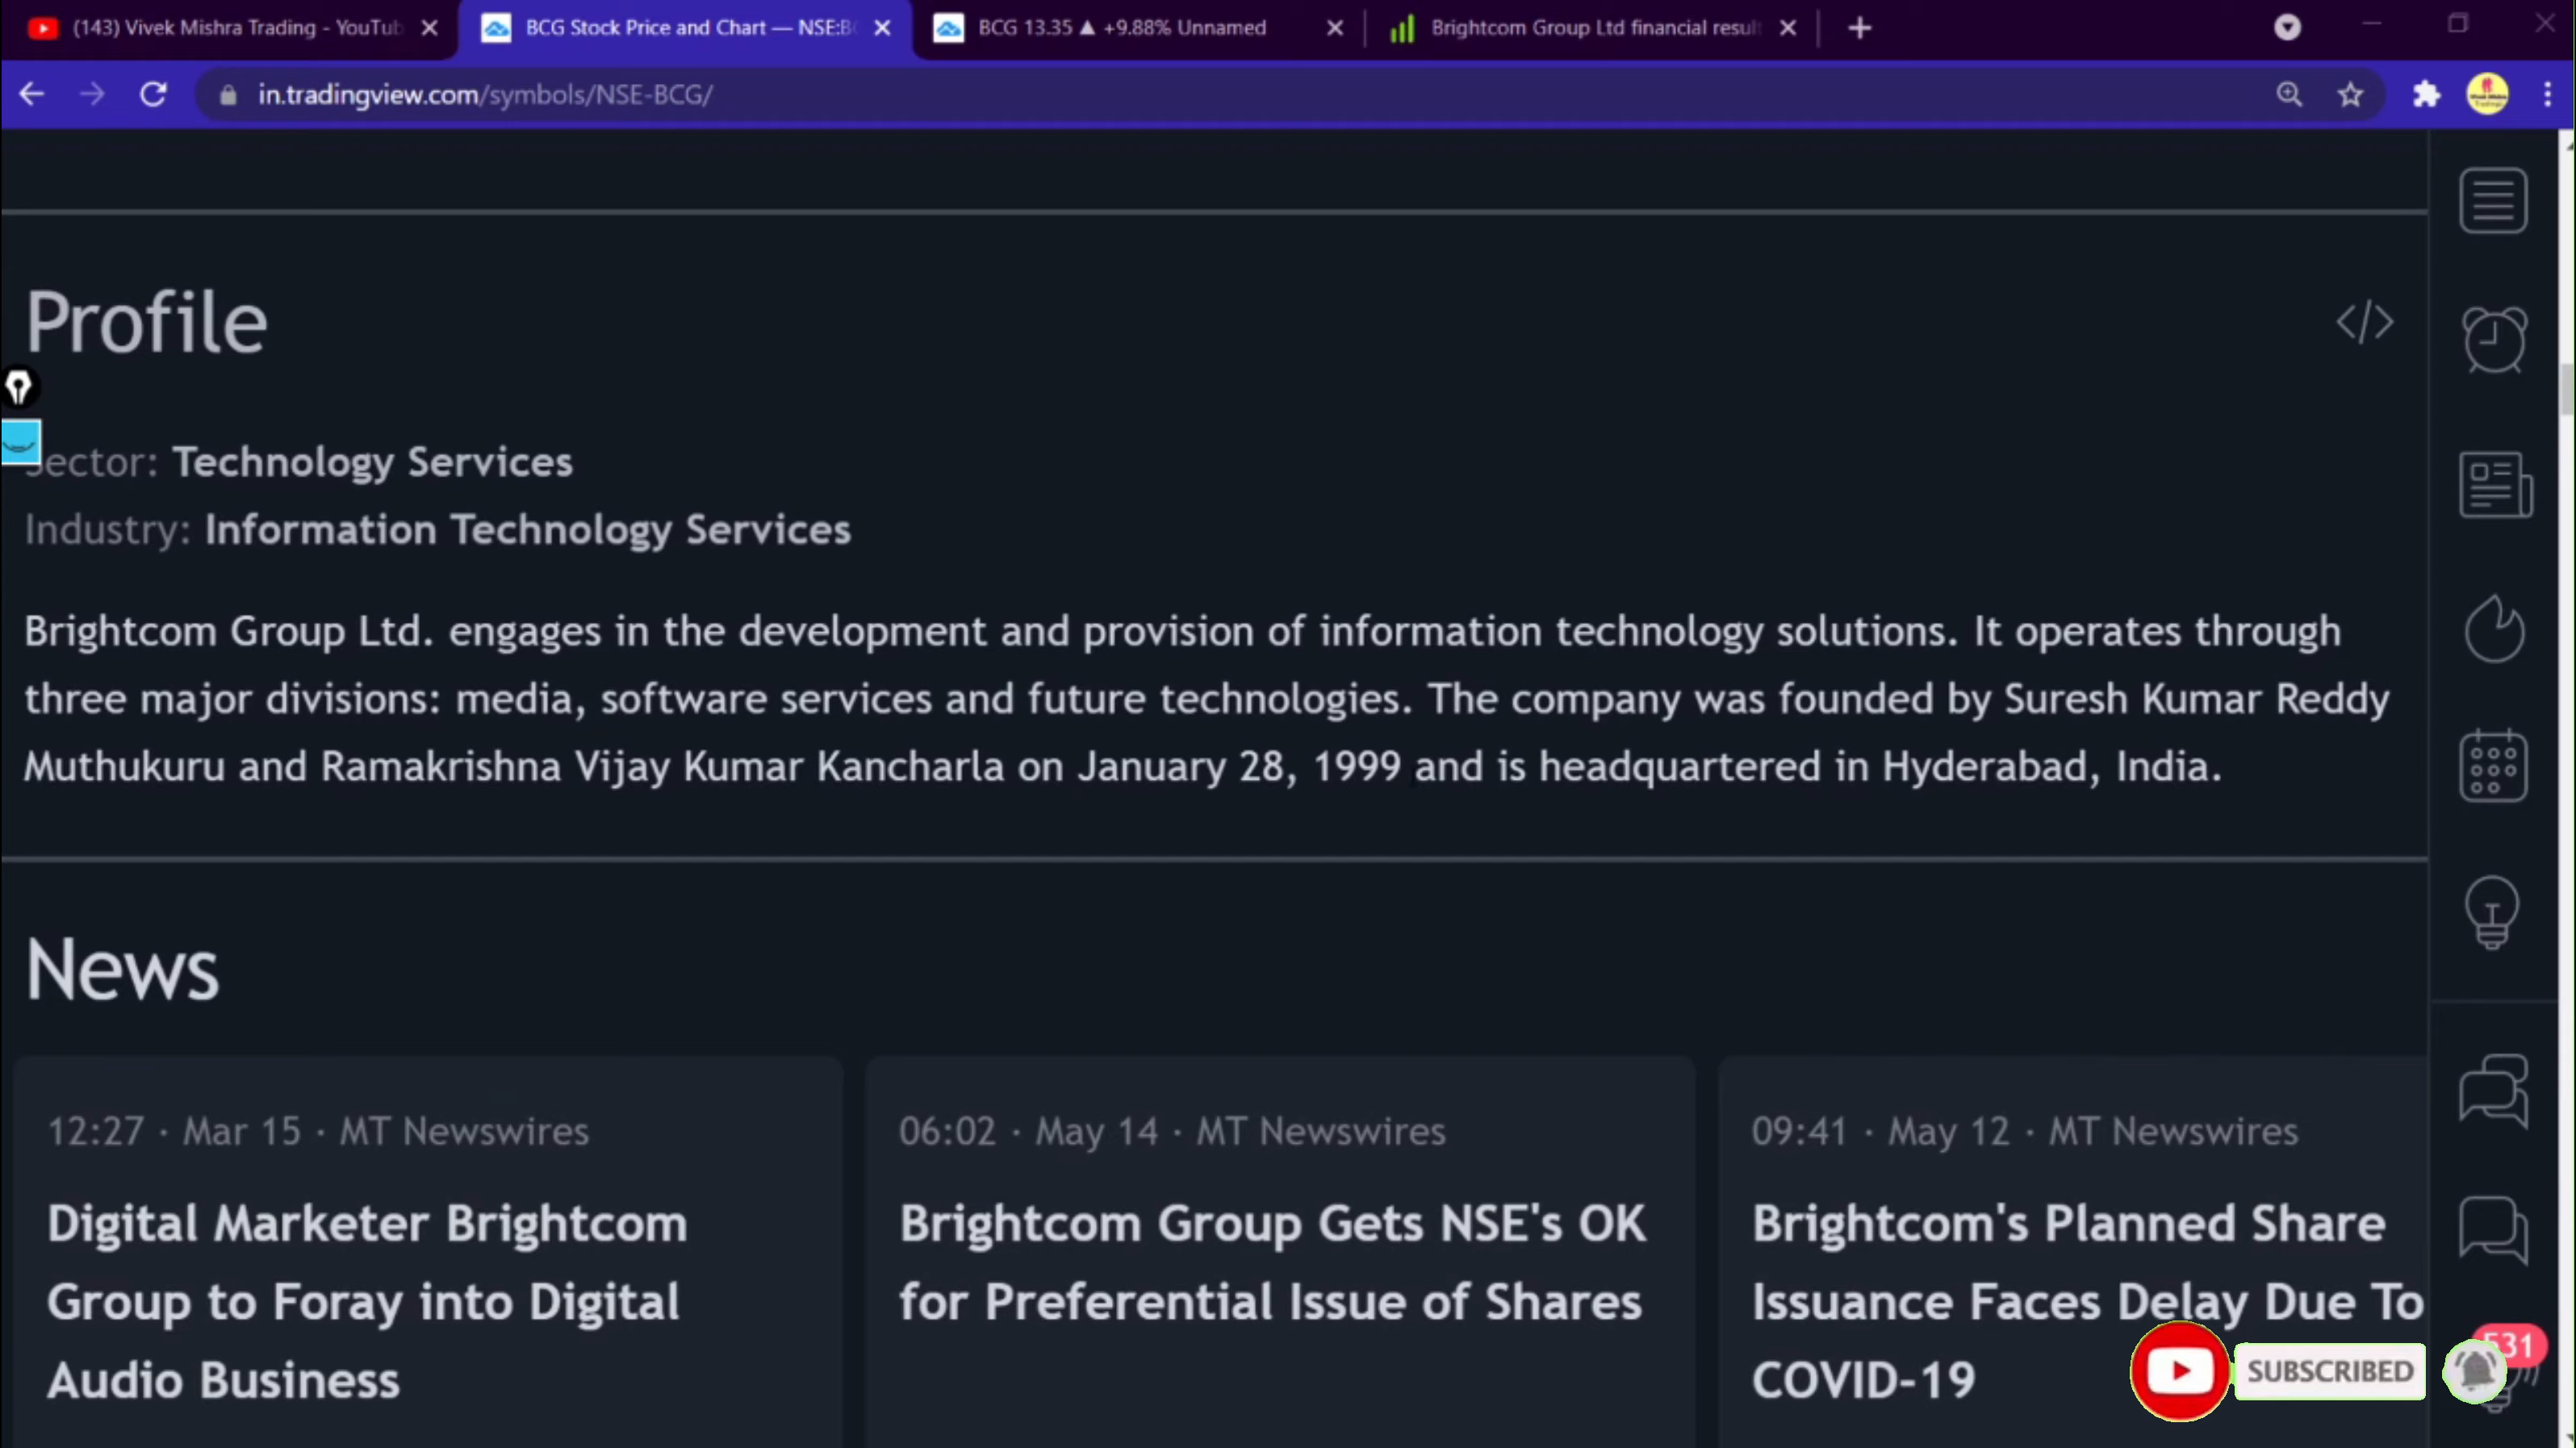 (143) Vivek Mishra Trading - YouTub
BCG Stock Price and Chart — NSE:BC
BCG 13.35 ▲ +9.88% Unnamed
Brightcom Group Ltd financial resul
in.tradingview.com/symbols/NSE-BCG/
Profile
Sector: Technology Services
Industry: Information Technology Services
Brightcom Group Ltd. engages in the development and provision of information technology solutions. It operates through
three major divisions: media, software services and future technologies. The company was founded by Suresh Kumar Reddy
Muthukuru and Ramakrishna Vijay Kumar Kancharla on January 28, 1999 and is headquartered in Hyderabad, India.
News
12:27 · Mar 15 · MT Newswires
Digital Marketer Brightcom
Group to Foray into Digital
Audio Business
06:02 · May 14 · MT Newswires
Brightcom Group Gets NSE's OK
for Preferential Issue of Shares
09:41 · May 12 · MT Newswires
Brightcom's Planned Share
Issuance Faces Delay Due To
COVID-19
SUBSCRIBED
531